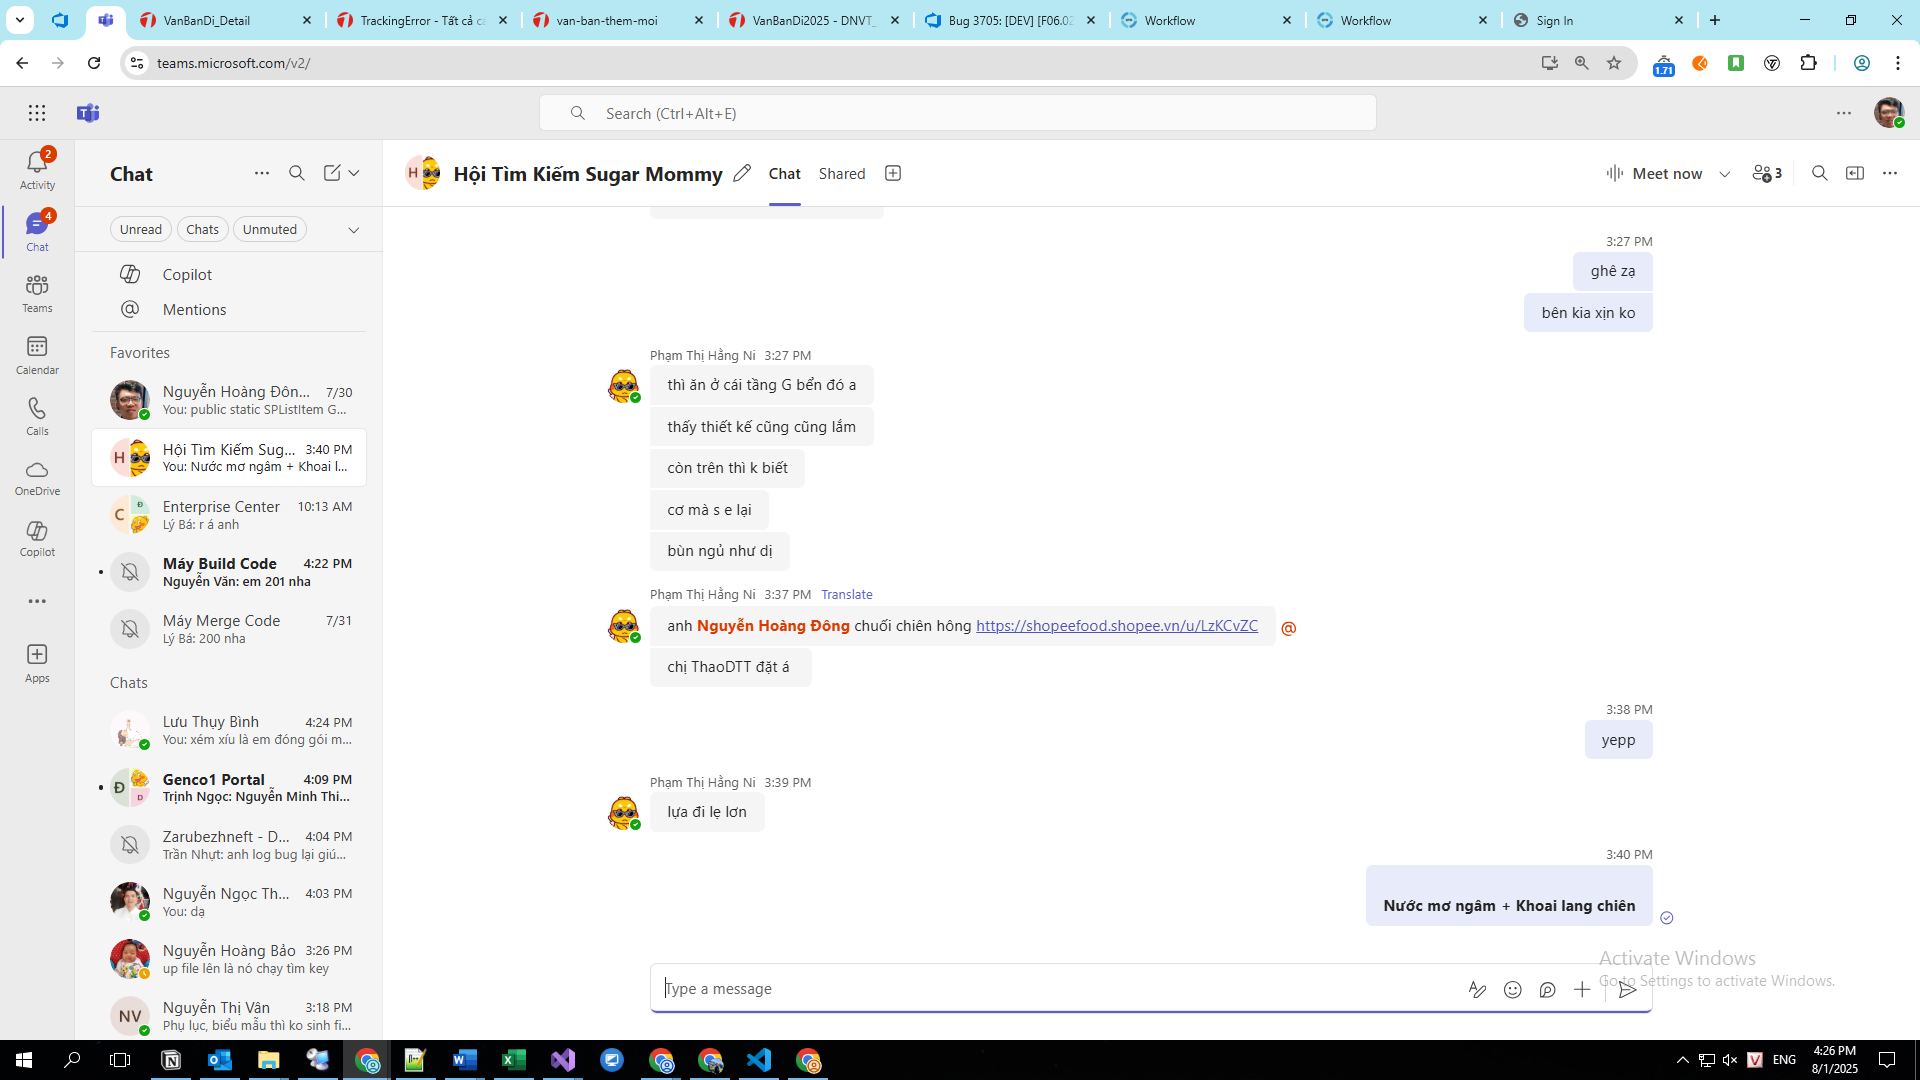 VanBanDi_Detail
TrackingError - Tất cả cá
van-ban-them-moi
VanBanDi2025 - DNVT_
Bug 3705: [DEV] [F06.02
Workflow
Workflow
Sign In
teams.microsoft.com/v2/
1.71
Search (Ctrl+Alt+E)
2
Activity
4
Chat
Teams
Calendar
Calls
OneDrive
Copilot
Apps
Chat
Unread
Chats
Unmuted
Copilot
Mentions
Favorites
Nguyễn Hoàng Đôn... 7/30
You: public static SPListItem G...
H
Hội Tìm Kiếm Sug... 3:40 PM
You: Nước mơ ngâm + Khoai l...
C Đ
Enterprise Center 10:13 AM
Lý Bá: r á anh
Máy Build Code 4:22 PM
Nguyễn Văn: em 201 nha
Máy Merge Code 7/31
Lý Bá: 200 nha
Chats
Lưu Thụy Bình 4:24 PM
You: xém xíu là em đóng gói m...
Đ D
Genco1 Portal 4:09 PM
Trịnh Ngọc: Nguyễn Minh Thi...
Zarubezhneft - D... 4:04 PM
Trần Nhựt: anh log bug lại giú...
Nguyễn Ngọc Th... 4:03 PM
You: dạ
Nguyễn Hoàng Bảo 3:26 PM
up file lên là nó chạy tìm key
NV
Nguyễn Thị Vân 3:18 PM
Phụ lục, biểu mẫu thì ko sinh fi...
H
Hội Tìm Kiếm Sugar Mommy
Chat
Shared
Meet now
3
3:27 PM
ghê zạ
bên kia xịn ko
Phạm Thị Hằng Ni 3:27 PM
thì ăn ở cái tầng G bển đó a
thấy thiết kế cũng cũng lắm
còn trên thì k biết
cơ mà s e lại
bùn ngủ như dị
Phạm Thị Hằng Ni 3:37 PM Translate
anh Nguyễn Hoàng Đông chuối chiên hông https://shopeefood.shopee.vn/u/LzKCvZC
@
chị ThaoDTT đặt á
3:38 PM
yepp
Phạm Thị Hằng Ni 3:39 PM
lựa đi lẹ lơn
3:40 PM
Nước mơ ngâm + Khoai lang chiên
Type a message
Activate Windows
Go to Settings to activate Windows.
ENG
4:26 PM
8/1/2025